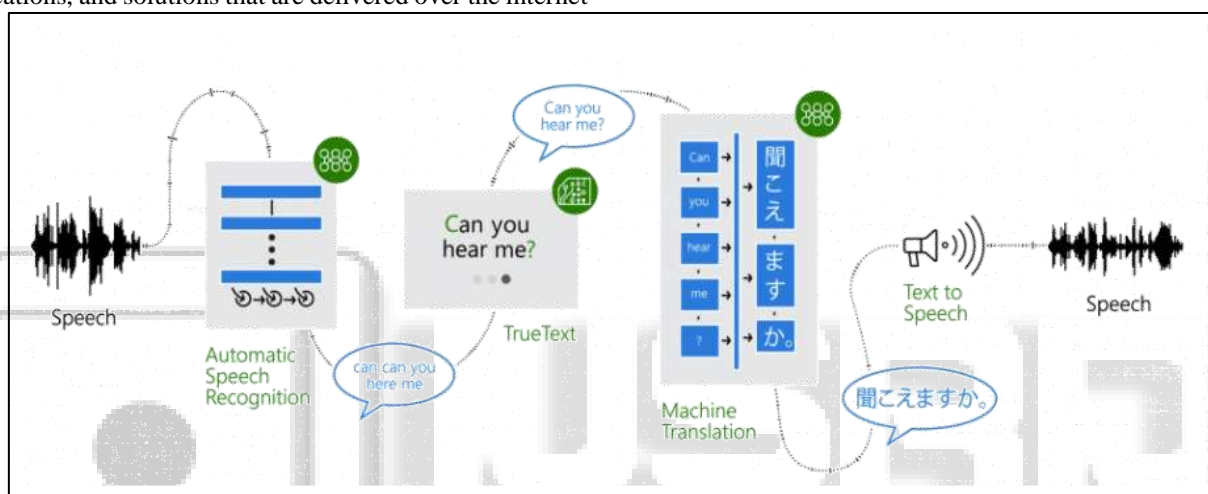 cations, and solutions that are delivered over the internet
Speech
Automatic
Speech
Recognition
can can you
here me
Can you
hear me?
TrueText
Can you
hear me?
Can
you
hear
me
?
聞こえ
ます
か。
Machine
Translation
聞こえますか。
Text to
Speech
Speech